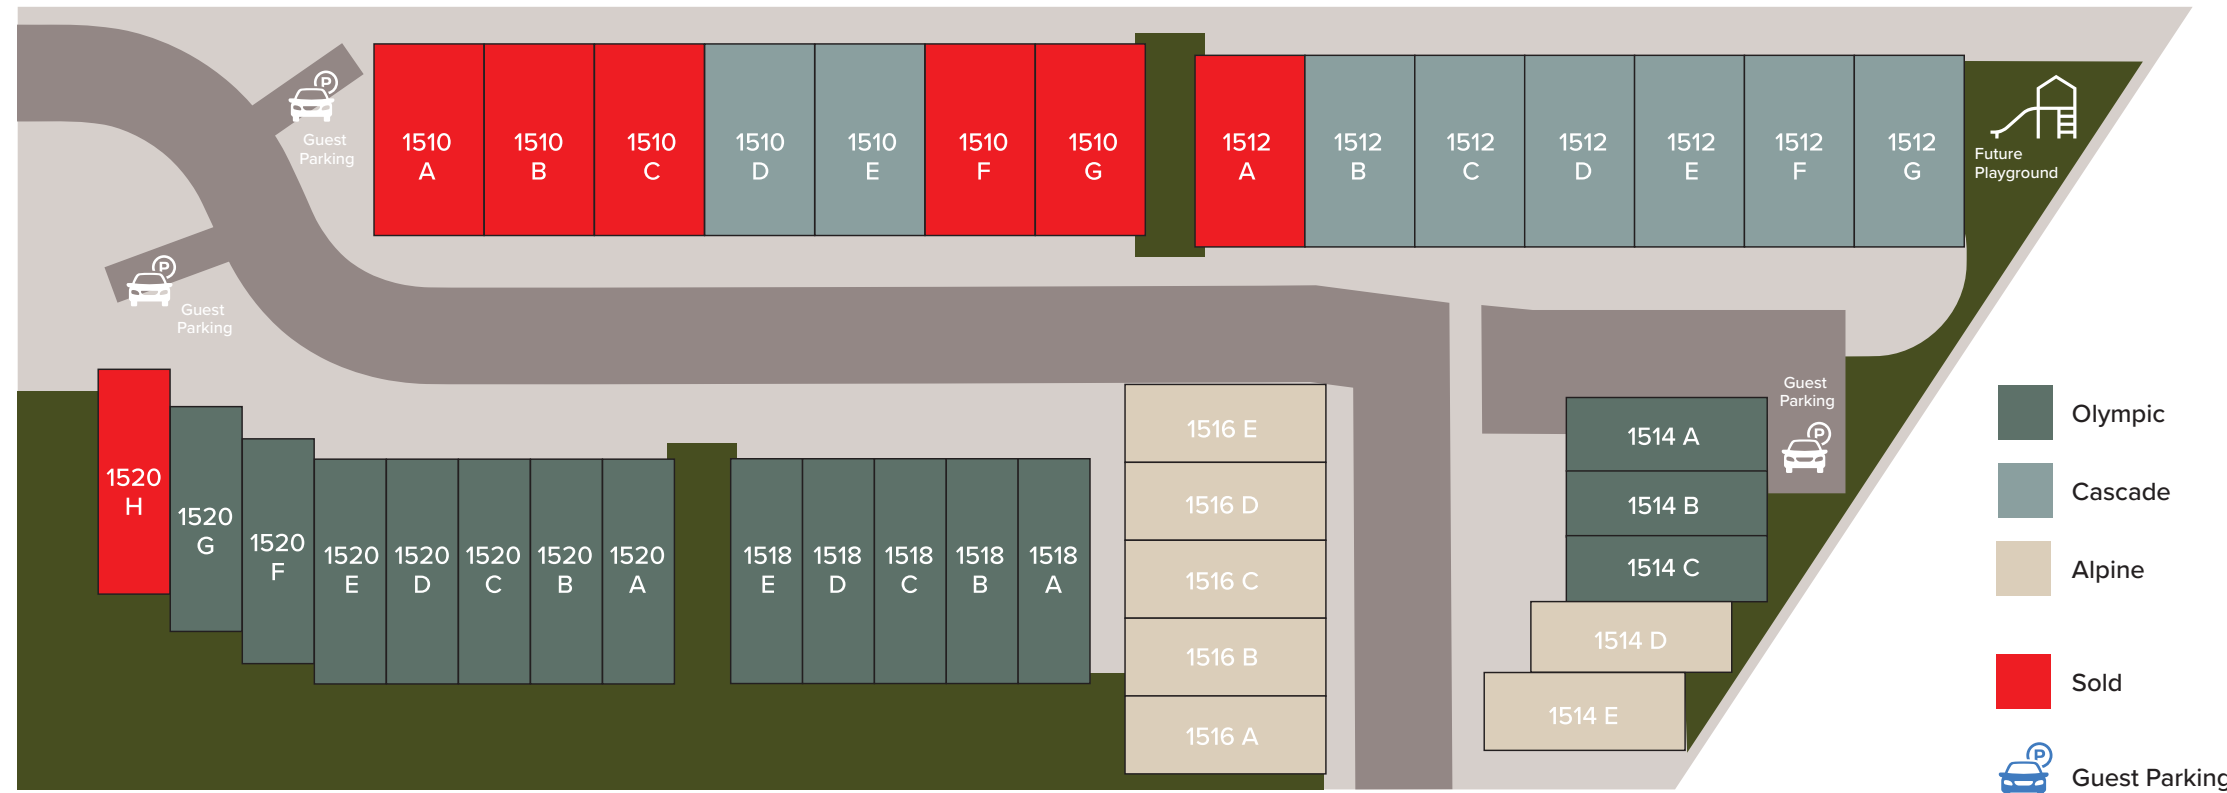 P
Guest
Parking
1510
A
1510
B
1510
C
1510
D
1510
E
1510
F
1510
G
1512
A
1512
B
1512
C
1512
D
1512
E
1512
F
1512
G
Future
Playground
P
Guest
Parking
1520
H
1520
G
1520
F
1520
E
1520
D
1520
C
1520
B
1520
A
1518
E
1518
D
1518
C
1518
B
1518
A
1516 E
1516 D
1516 C
1516 B
1516 A
Guest
Parking
P
1514 A
1514 B
1514 C
1514 D
1514 E
Olympic
Cascade
Alpine
Sold
P
Guest Parking